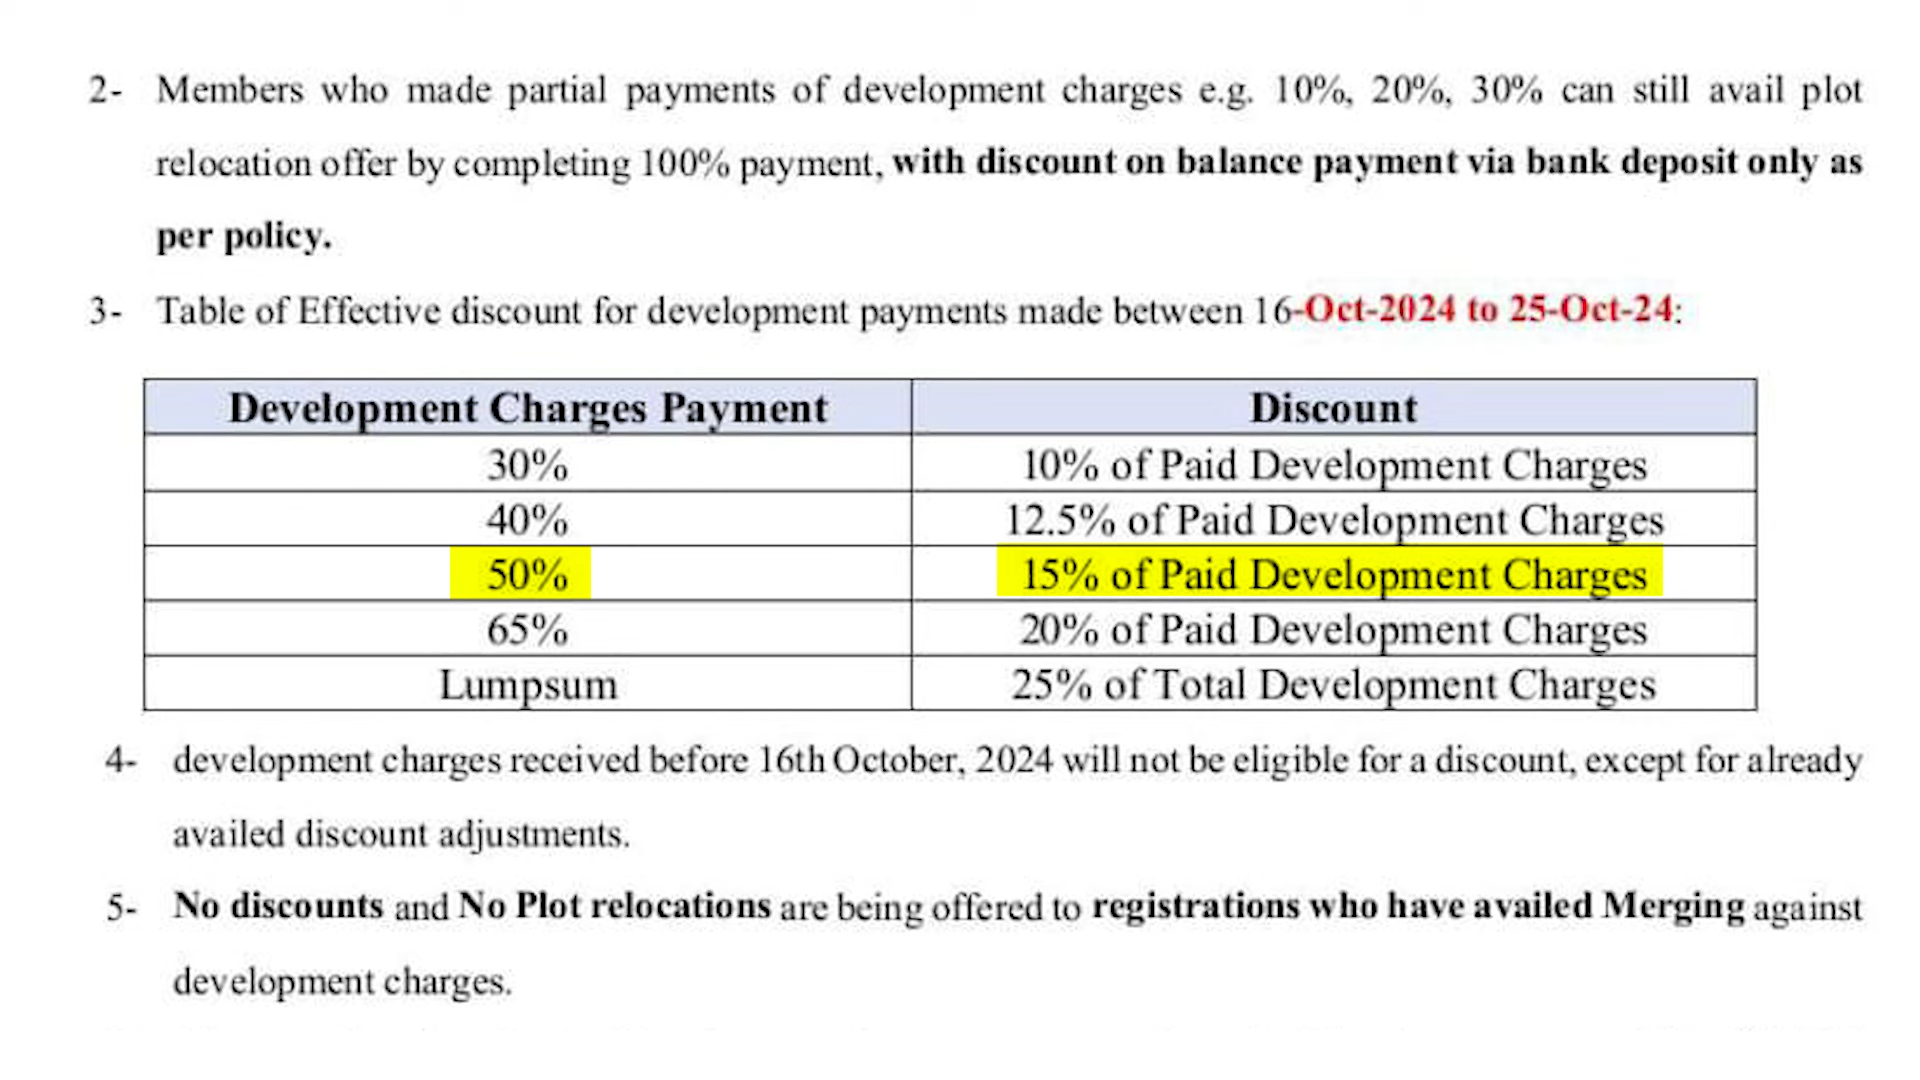 2- Members who made partial payments of development charges e.g. 10%, 20%, 30% can still avail plot
relocation offer by completing 100% payment, with discount on balance payment via bank deposit only as
per policy.
3- Table of Effective discount for development payments made between 16-Oct-2024 to 25-Oct-24:
Development Charges Payment Discount
30% 10% of Paid Development Charges
40% 12.5% of Paid Development Charges
50% 15% of Paid Development Charges
65% 20% of Paid Development Charges
Lumpsum 25% of Total Development Charges
4- development charges received before 16th October, 2024 will not be eligible for a discount, except for already
availed discount adjustments.
5- No discounts and No Plot relocations are being offered to registrations who have availed Merging against
development charges.